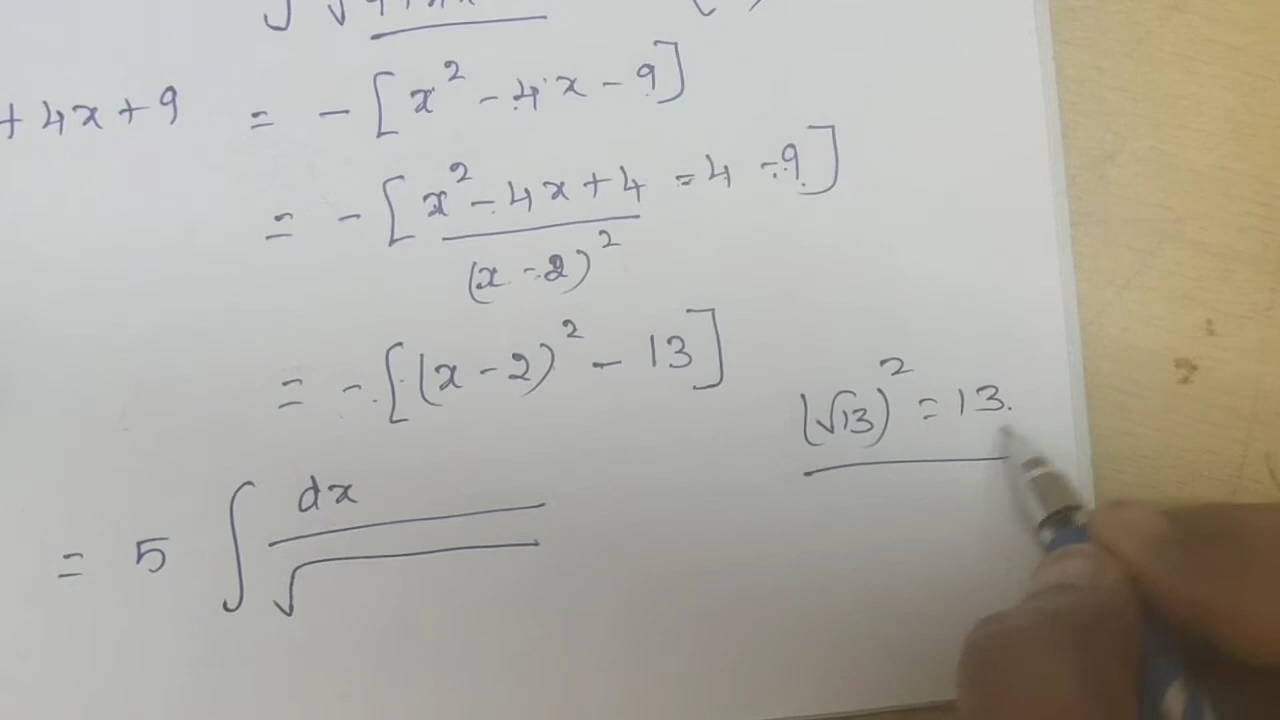 + 4x + 9 = - [x² - 4x - 9]
= - [x² - 4x + 4 - 4 - 9]
(x - 2)²
= - [(x - 2)² - 13]
(√13)² = 13.
= 5 ∫ dx
√